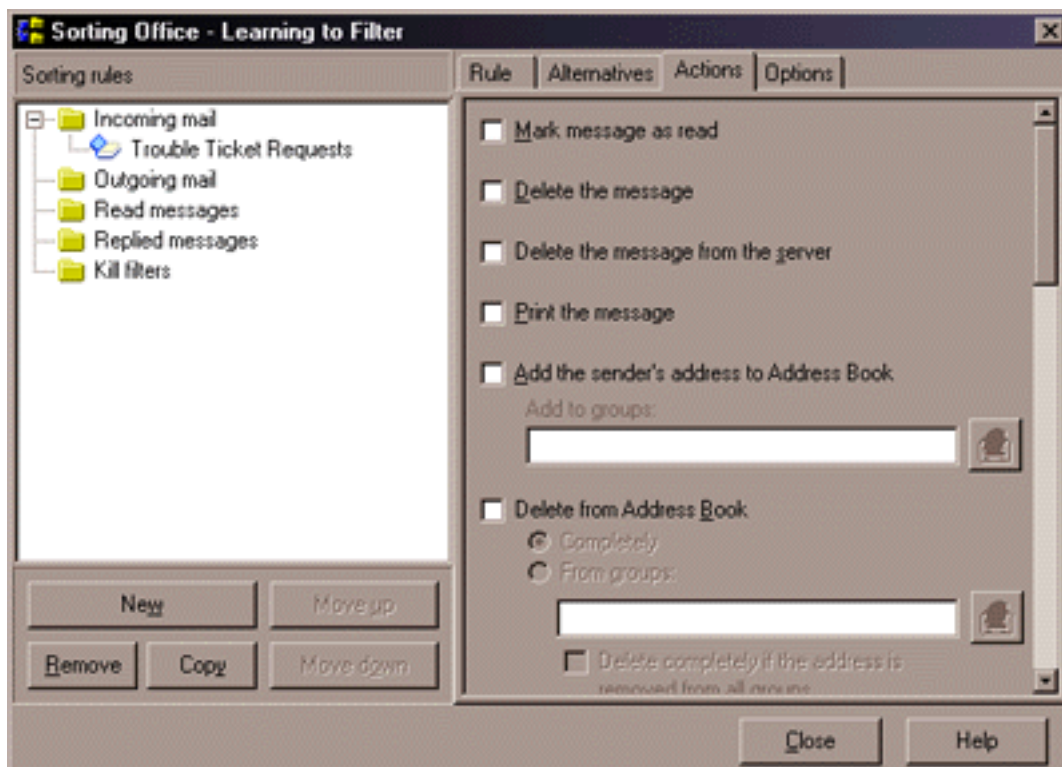 Sorting Office - Learning to Filter
Sorting rules
Incoming mail
Trouble Ticket Requests
Outgoing mail
Read messages
Replied messages
Kill filters
New
Move up
Remove
Copy
Move down
Rule
Alternatives
Actions
Options
Mark message as read
Delete the message
Delete the message from the server
Print the message
Add the sender's address to Address Book
Add to groups:
Delete from Address Book
Completely
From groups:
Delete completely if the address is
removed from all groups
Close
Help